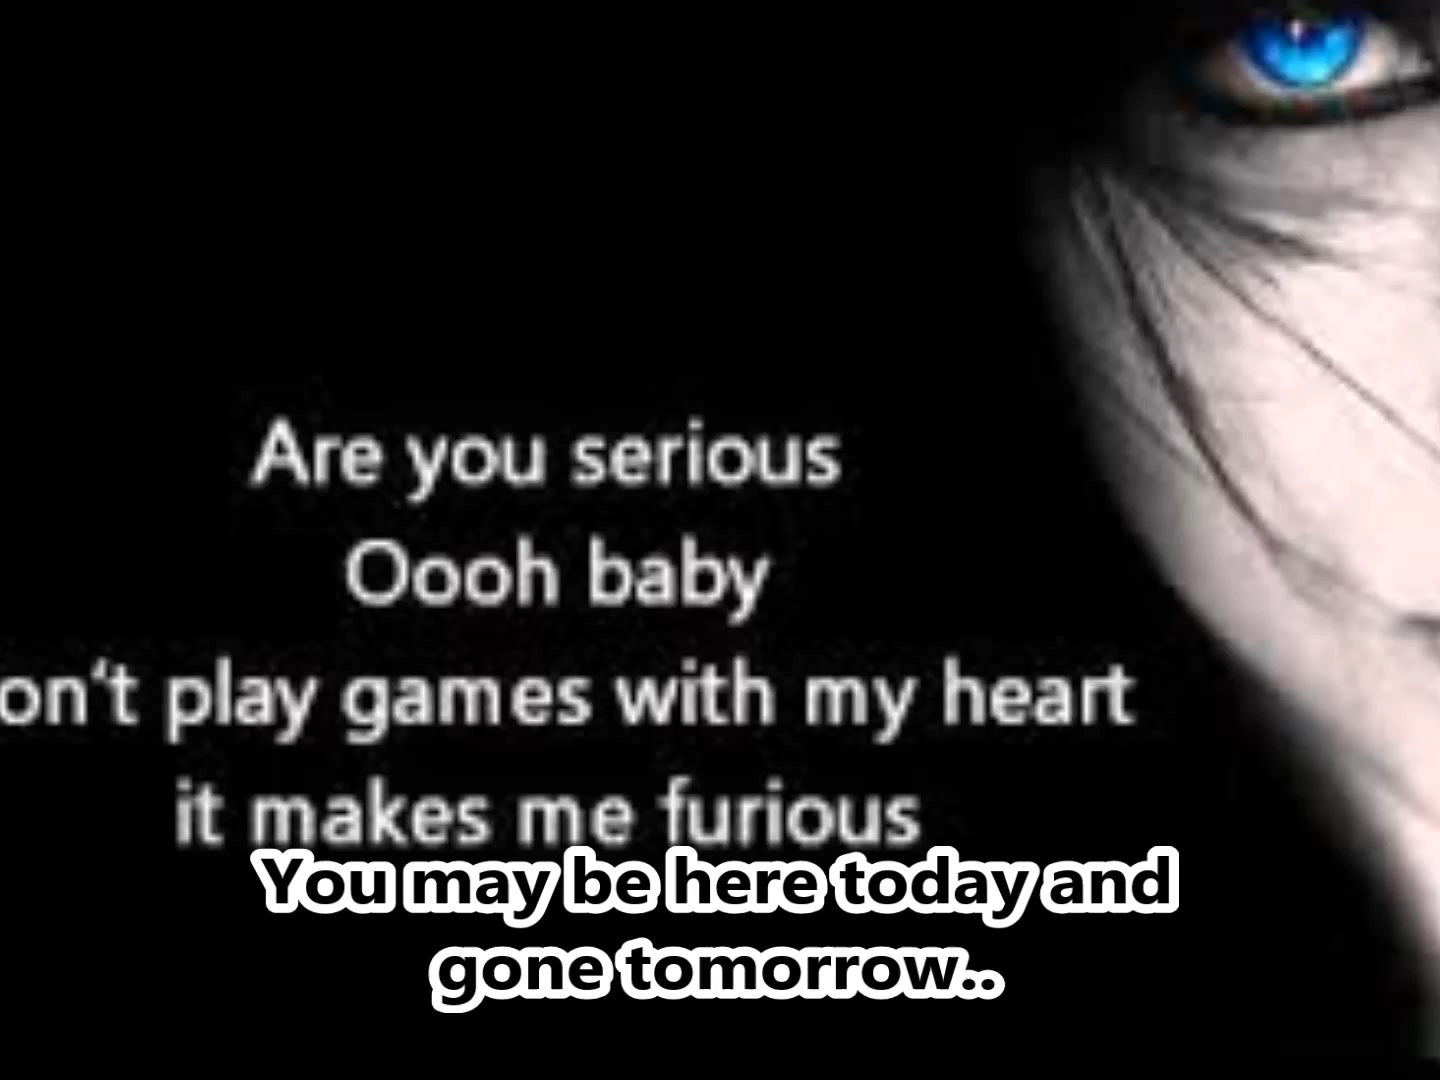 Are you serious
Oooh baby
on't play games with my heart
it makes me furious
You may be here today and
gone tomorrow..